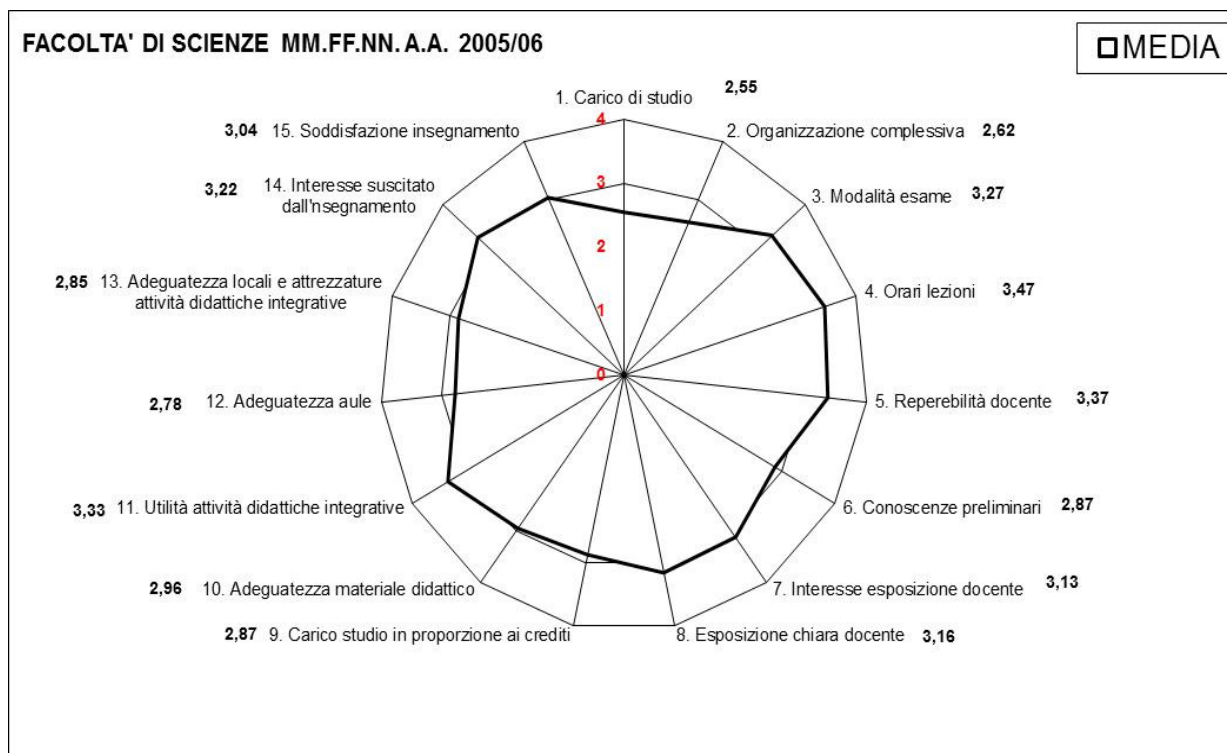 FACOLTA' DI SCIENZE MM.FF.NN. A.A. 2005/06
MEDIA
1. Carico di studio 2,55
2. Organizzazione complessiva 2,62
3. Modalità esame 3,27
4. Orari lezioni 3,47
5. Reperebilità docente 3,37
6. Conoscenze preliminari 2,87
7. Interesse esposizione docente 3,13
8. Esposizione chiara docente 3,16
2,87 9. Carico studio in proporzione ai crediti
2,96 10. Adeguatezza materiale didattico
3,33 11. Utilità attività didattiche integrative
2,78 12. Adeguatezza aule
2,85 13. Adeguatezza locali e attrezzature
attività didattiche integrative
3,22 14. Interesse suscitato
dall'nsegnamento
3,04 15. Soddisfazione insegnamento
4
3
2
1
0